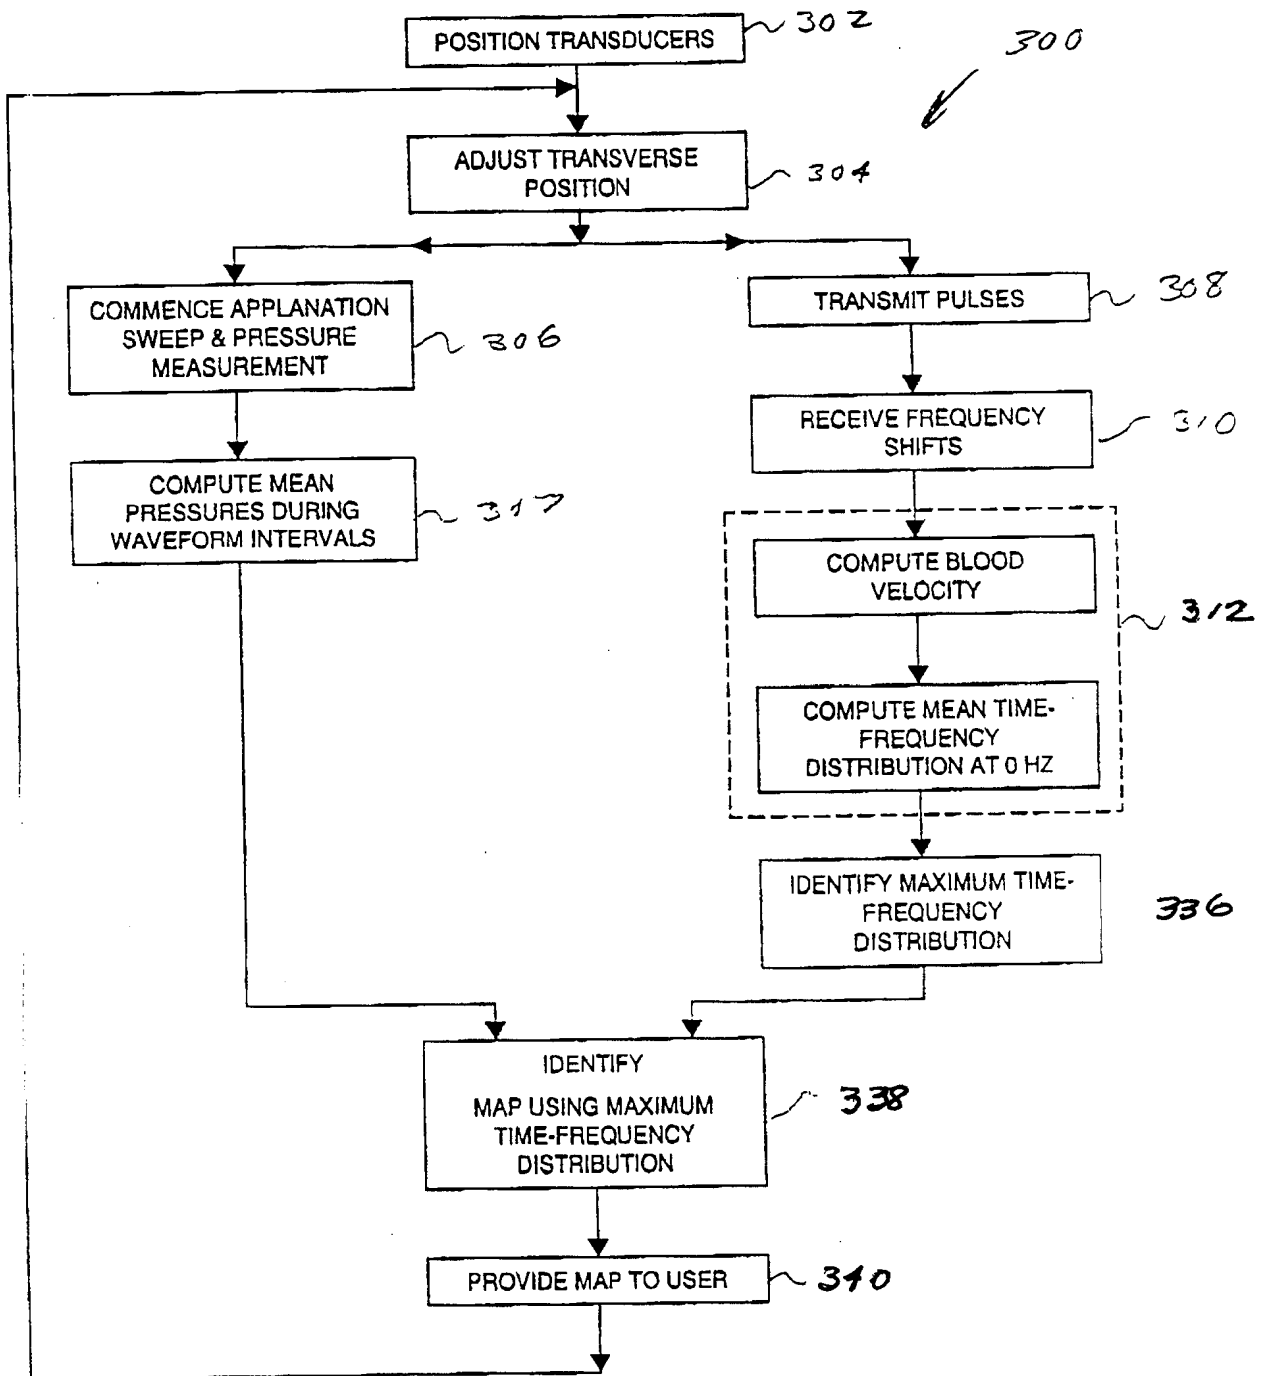 POSITION TRANSDUCERS
302
300
ADJUST TRANSVERSE
POSITION
304
COMMENCE APPLANATION
SWEEP & PRESSURE
MEASUREMENT
306
TRANSMIT PULSES
308
RECEIVE FREQUENCY
SHIFTS
310
COMPUTE MEAN
PRESSURES DURING
WAVEFORM INTERVALS
COMPUTE BLOOD
VELOCITY
312
COMPUTE MEAN TIME-
FREQUENCY
DISTRIBUTION AT 0 HZ
IDENTIFY MAXIMUM TIME-
FREQUENCY
DISTRIBUTION
336
IDENTIFY
MAP USING MAXIMUM
TIME-FREQUENCY
DISTRIBUTION
338
PROVIDE MAP TO USER
340